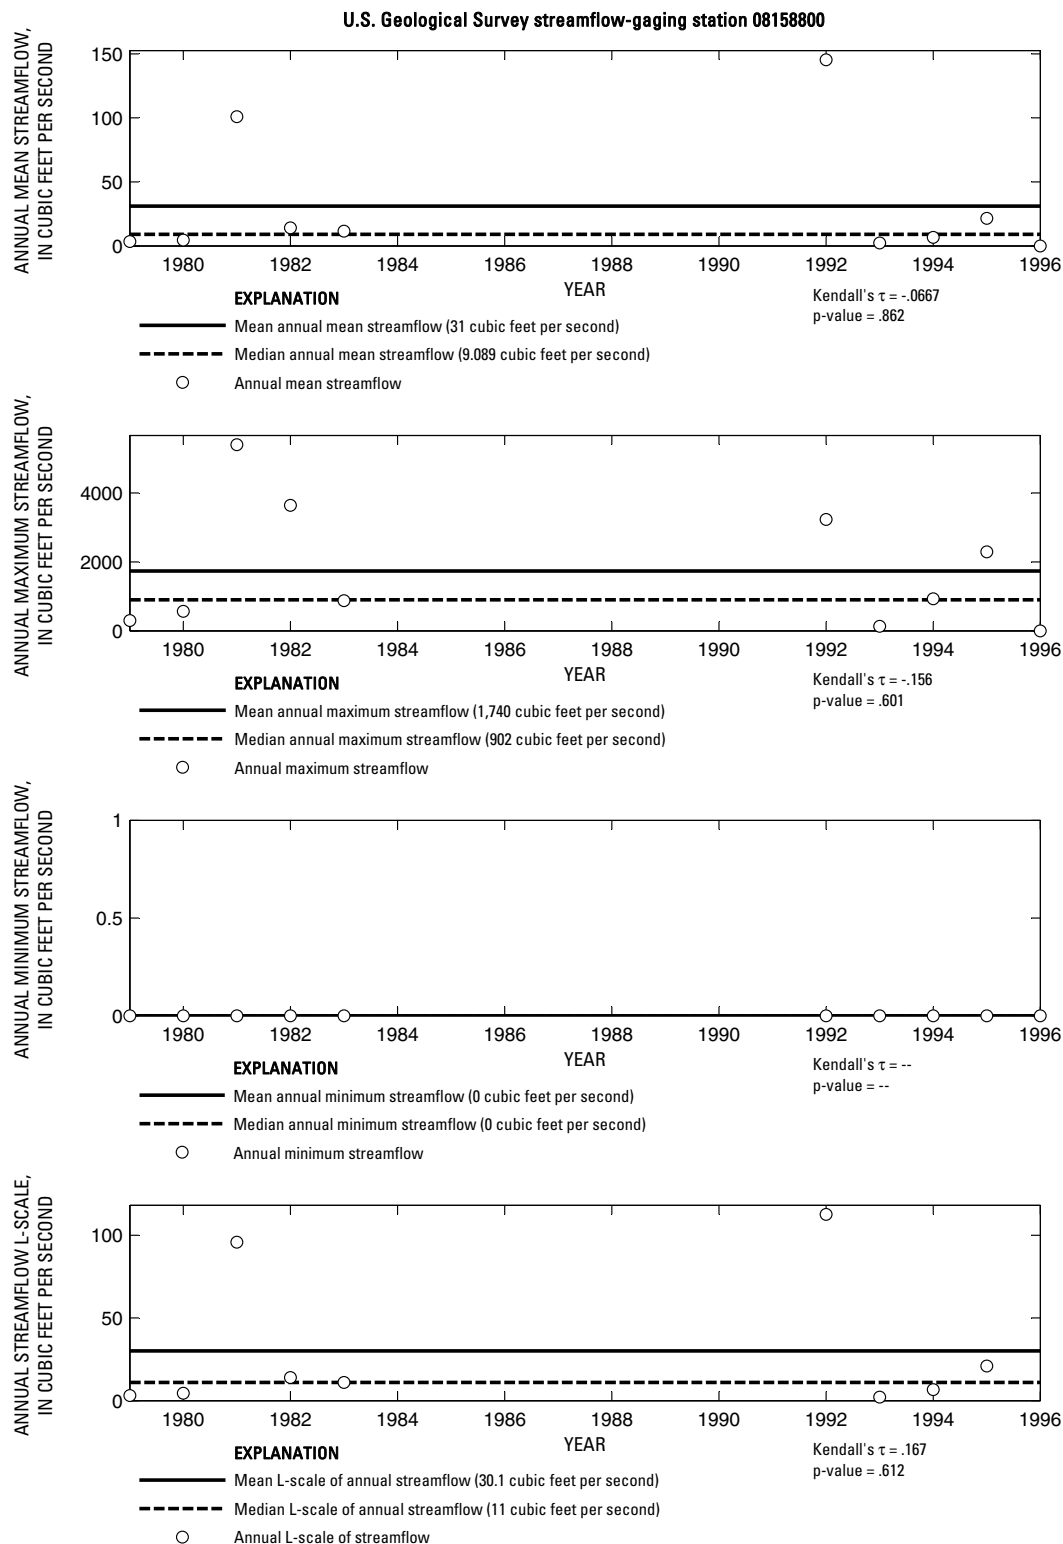 U.S. Geological Survey streamflow-gaging station 08158800
ANNUAL MEAN STREAMFLOW,
IN CUBIC FEET PER SECOND
150
100
50
0
1980 1982 1984 1986 1988 1990 1992 1994 1996
YEAR
EXPLANATION
Mean annual mean streamflow (31 cubic feet per second)
Median annual mean streamflow (9.089 cubic feet per second)
Annual mean streamflow
Kendall's τ = -.0667
p-value = .862
ANNUAL MAXIMUM STREAMFLOW,
IN CUBIC FEET PER SECOND
4000
2000
0
1980 1982 1984 1986 1988 1990 1992 1994 1996
YEAR
EXPLANATION
Mean annual maximum streamflow (1,740 cubic feet per second)
Median annual maximum streamflow (902 cubic feet per second)
Annual maximum streamflow
Kendall's τ = -.156
p-value = .601
ANNUAL MINIMUM STREAMFLOW,
IN CUBIC FEET PER SECOND
1
0.5
0
1980 1982 1984 1986 1988 1990 1992 1994 1996
YEAR
EXPLANATION
Mean annual minimum streamflow (0 cubic feet per second)
Median annual minimum streamflow (0 cubic feet per second)
Annual minimum streamflow
Kendall's τ = --
p-value = --
ANNUAL STREAMFLOW L-SCALE,
IN CUBIC FEET PER SECOND
100
50
0
1980 1982 1984 1986 1988 1990 1992 1994 1996
YEAR
EXPLANATION
Mean L-scale of annual streamflow (30.1 cubic feet per second)
Median L-scale of annual streamflow (11 cubic feet per second)
Annual L-scale of streamflow
Kendall's τ = .167
p-value = .612